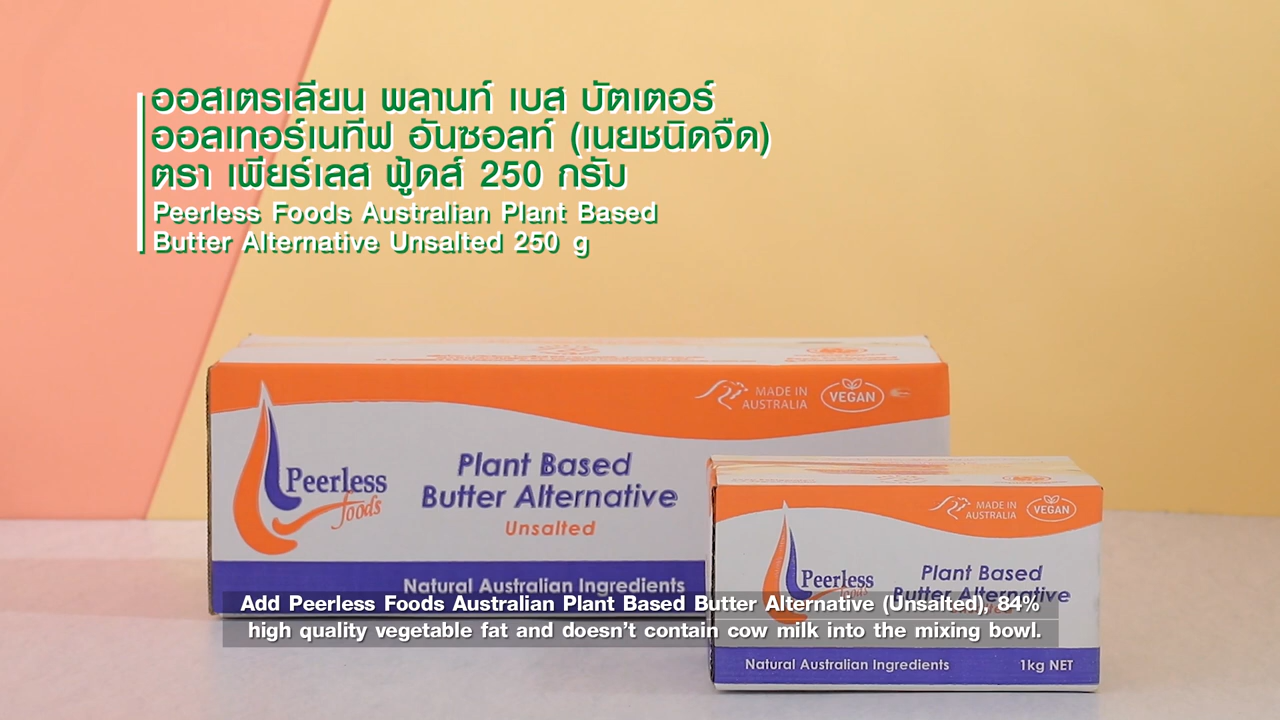 ออสเตรเลียน พลานท์ เบส บัตเตอร์
ออลเทอร์เนทีฟ อันซอลท์ (เนยชนิดจืด)
ตรา เพียร์เลส ฟู้ดส์ 250 กรัม
Peerless Foods Australian Plant Based
Butter Alternative Unsalted 250 g
MADE IN
AUSTRALIA
VEGAN
Peerless
foods
Plant Based
Butter Alternative
Unsalted
Natural Australian Ingredients
MADE IN
AUSTRALIA
VEGAN
Peerless
foods
Plant Based
Butter Alternative
Add Peerless Foods Australian Plant Based Butter Alternative (Unsalted), 84%
high quality vegetable fat and doesn't contain cow milk into the mixing bowl.
Natural Australian Ingredients
1kg NET